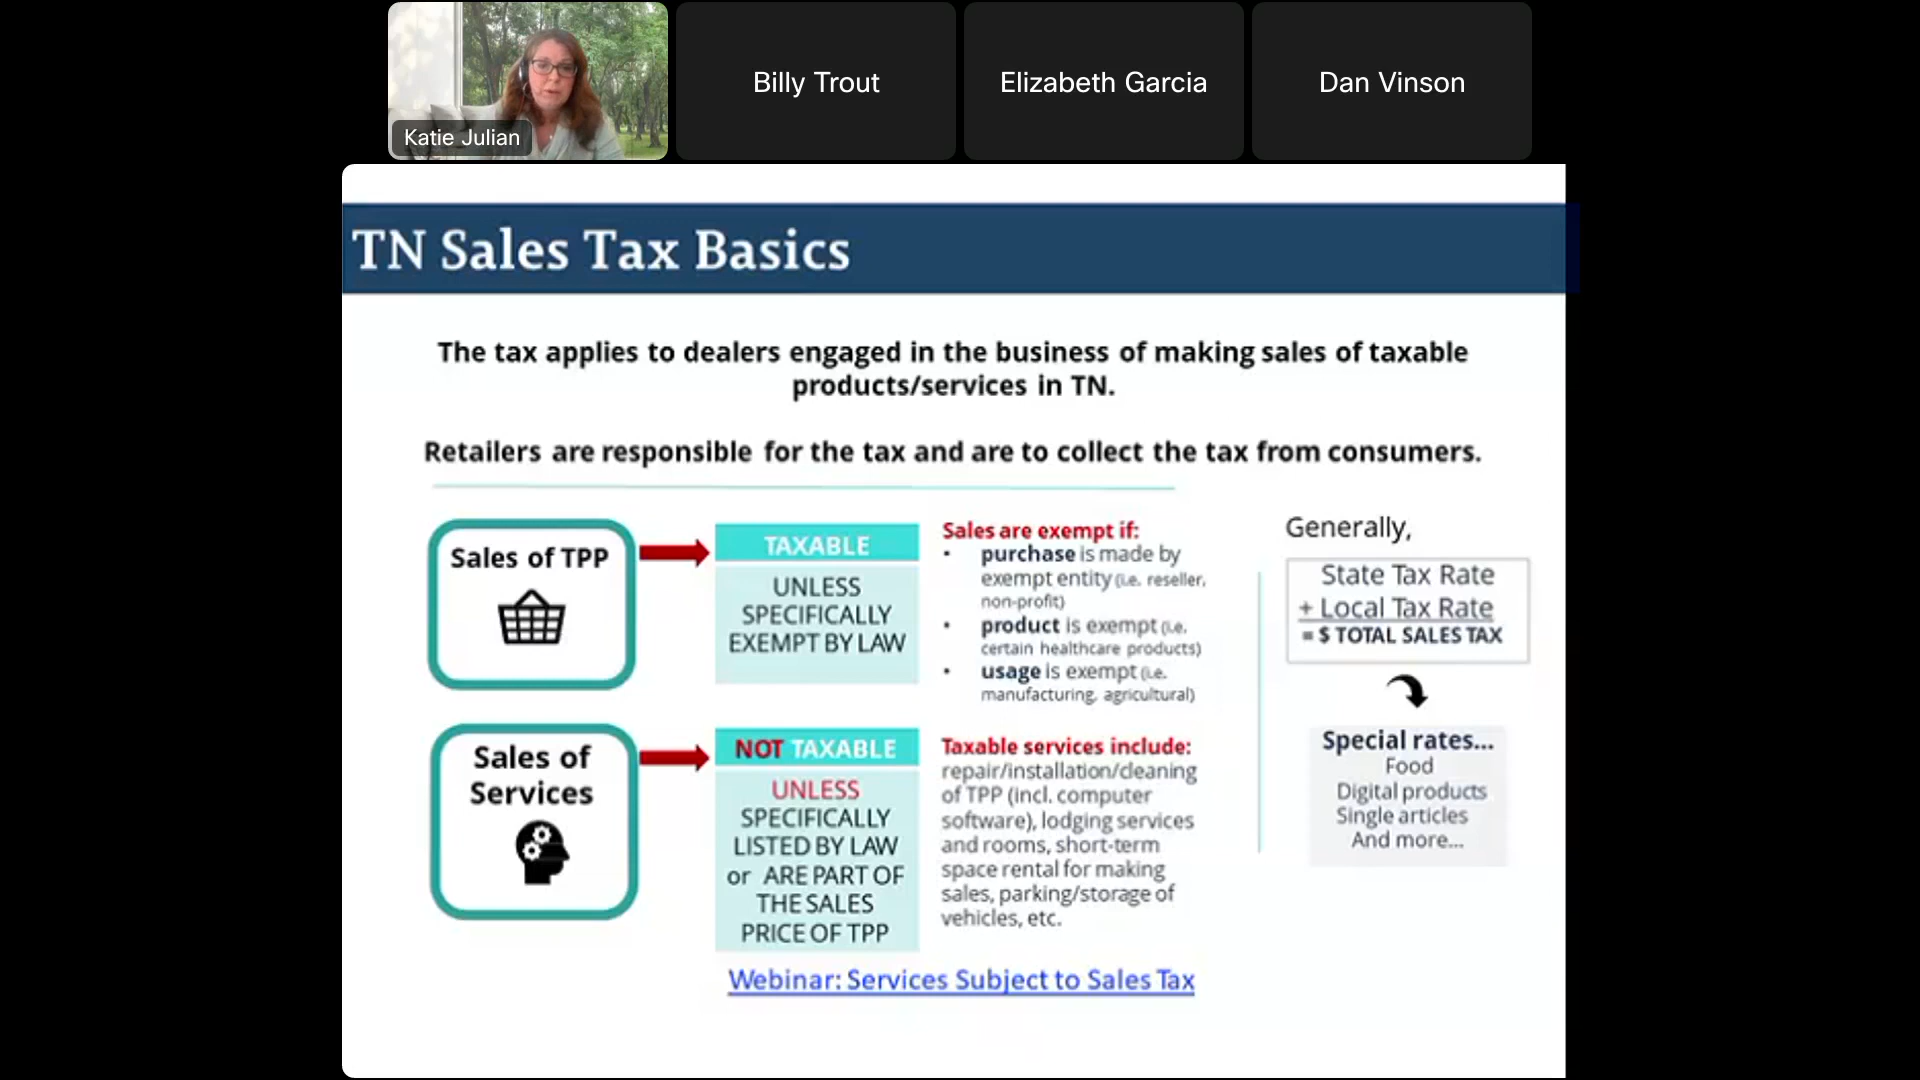 Katie Julian
Billy Trout
Elizabeth Garcia
Dan Vinson
TN Sales Tax Basics
The tax applies to dealers engaged in the business of making sales of taxable
products/services in TN.
Retailers are responsible for the tax and are to collect the tax from consumers.
Sales of TPP
TAXABLE
UNLESS
SPECIFICALLY
EXEMPT BY LAW
Sales are exempt if:
• purchase is made by
exempt entity (i.e. reseller,
non-profit)
• product is exempt (i.e.
certain healthcare products)
• usage is exempt (i.e.
manufacturing, agricultural)
Sales of
Services
NOT TAXABLE
UNLESS
SPECIFICALLY
LISTED BY LAW
or ARE PART OF
THE SALES
PRICE OF TPP
Taxable services include:
repair/installation/cleaning
of TPP (incl. computer
software), lodging services
and rooms, short-term
space rental for making
sales, parking/storage of
vehicles, etc.
Generally,
State Tax Rate
+ Local Tax Rate
= $ TOTAL SALES TAX
Special rates...
Food
Digital products
Single articles
And more...
Webinar: Services Subject to Sales Tax